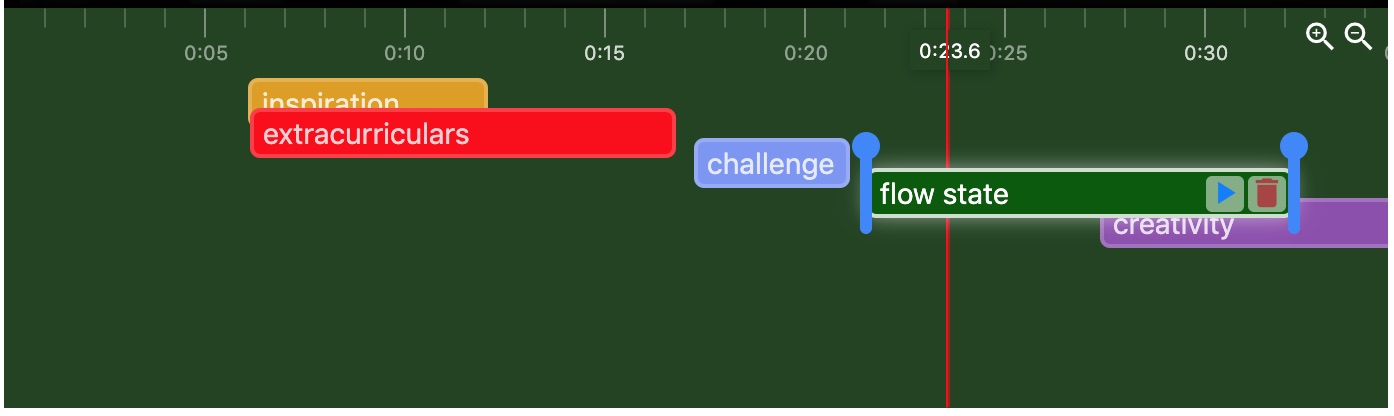 0:05 0:10 0:15 0:20 0:23.6 0:25 0:30
inspiration
extracurriculars
challenge
flow state
creativity